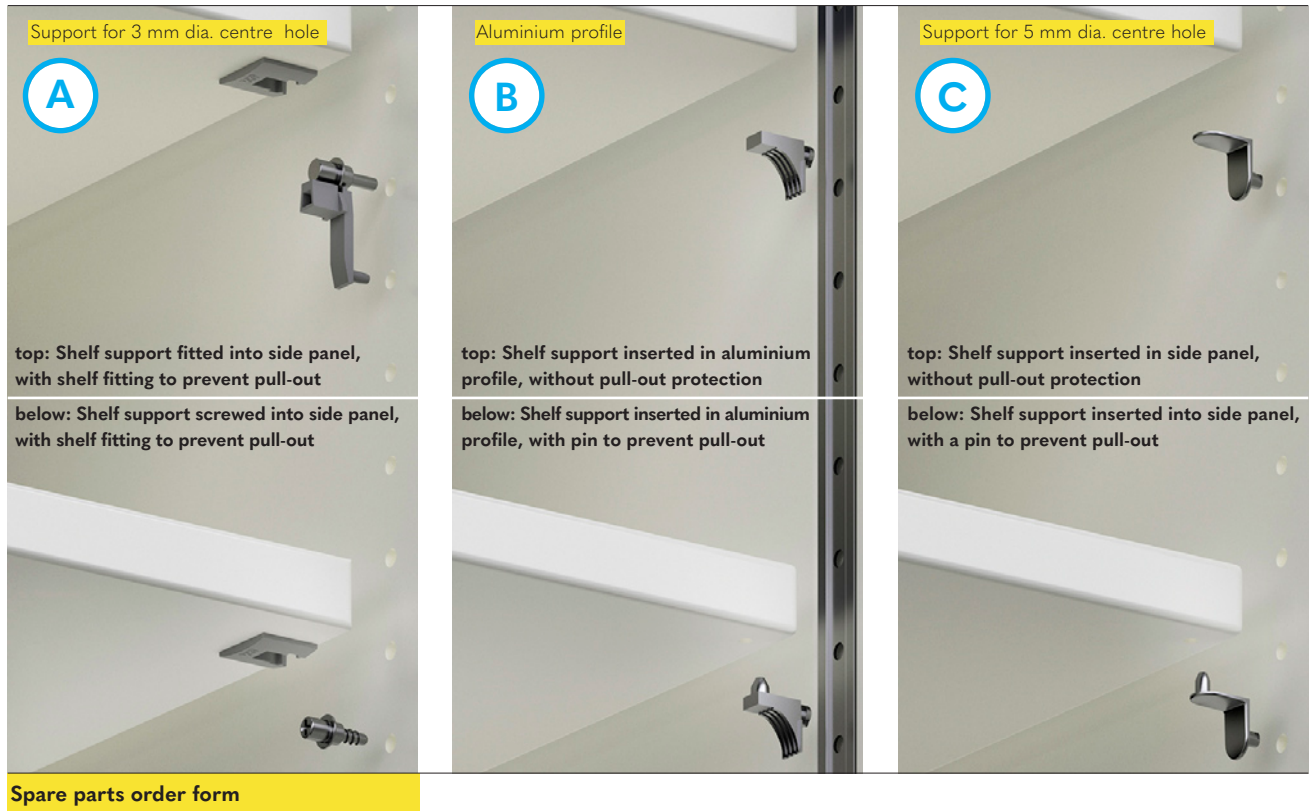 Support for 3 mm dia. centre hole
A
top: Shelf support fitted into side panel,
with shelf fitting to prevent pull-out
below: Shelf support screwed into side panel,
with shelf fitting to prevent pull-out
Aluminium profile
B
top: Shelf support inserted in aluminium
profile, without pull-out protection
below: Shelf support inserted in aluminium
profile, with pin to prevent pull-out
Support for 5 mm dia. centre hole
C
top: Shelf support inserted in side panel,
without pull-out protection
below: Shelf support inserted into side panel,
with a pin to prevent pull-out
Spare parts order form